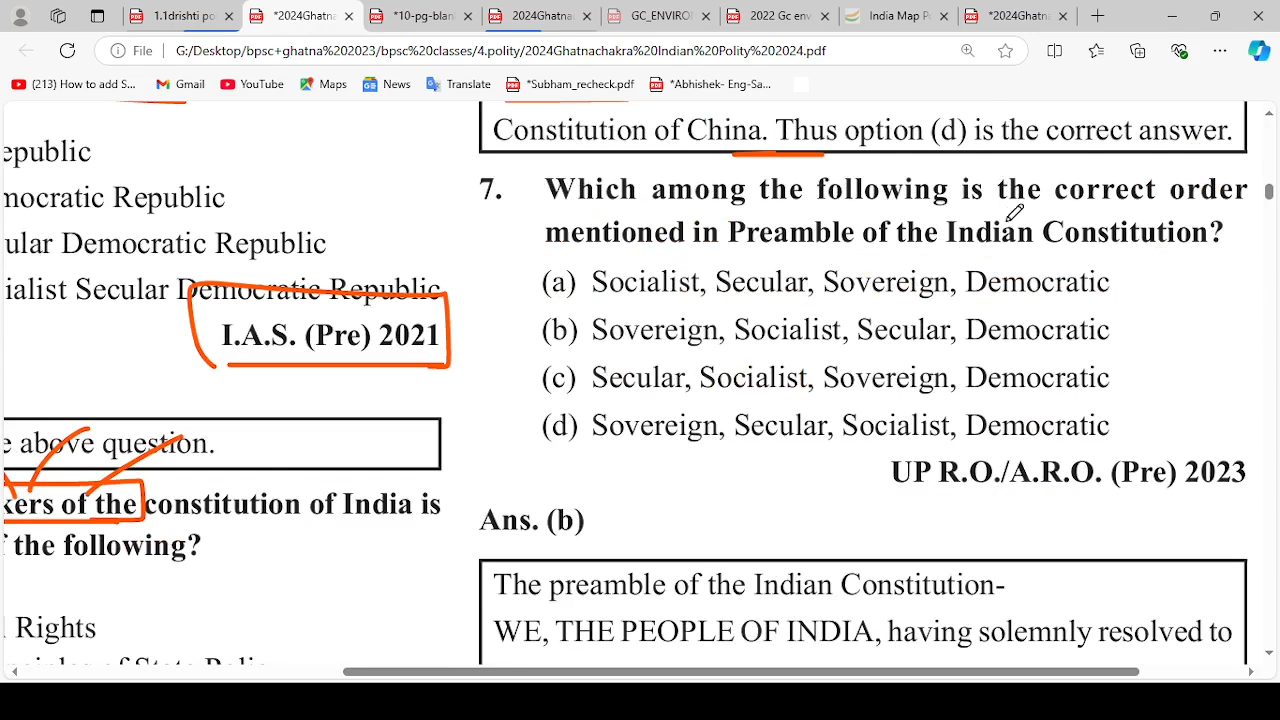 1.1drishti po
*2024Ghatna
*10-pg-blan
2024Ghatnac
GC_ENVIRO
2022 Gc env
India Map P
*2024Ghatn
File
G:/Desktop/bpsc+ghatna%202023/bpsc%20classes/4.polity/2024Ghatnachakra%20Indian%20Polity%202024.pdf
(213) How to add S...
Gmail
YouTube
Maps
News
Translate
*Subham_recheck.pdf
*Abhishek- Eng-Sa...
epublic
mocratic Republic
ular Democratic Republic
ialist Secular Democratic Republic
I.A.S. (Pre) 2021
e above question.
kers of the constitution of India is
f the following?
l Rights
Constitution of China. Thus option (d) is the correct answer.
7. Which among the following is the correct order
mentioned in Preamble of the Indian Constitution?
(a) Socialist, Secular, Sovereign, Democratic
(b) Sovereign, Socialist, Secular, Democratic
(c) Secular, Socialist, Sovereign, Democratic
(d) Sovereign, Secular, Socialist, Democratic
UP R.O./A.R.O. (Pre) 2023
Ans. (b)
The preamble of the Indian Constitution-
WE, THE PEOPLE OF INDIA, having solemnly resolved to